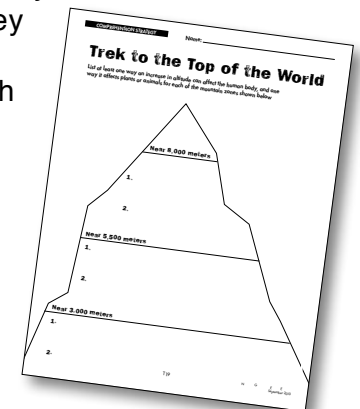 ey
h
COMPREHENSION STRATEGY
Name:
Trek to the Top of the World
List at least one way an increase in altitude can affect the human body, and one
way it affects plants or animals for each of the mountain zones shown below
Near 8,000 meters
1.
2.
Near 5,500 meters
1.
2.
Near 3,000 meters
1.
2.
T19